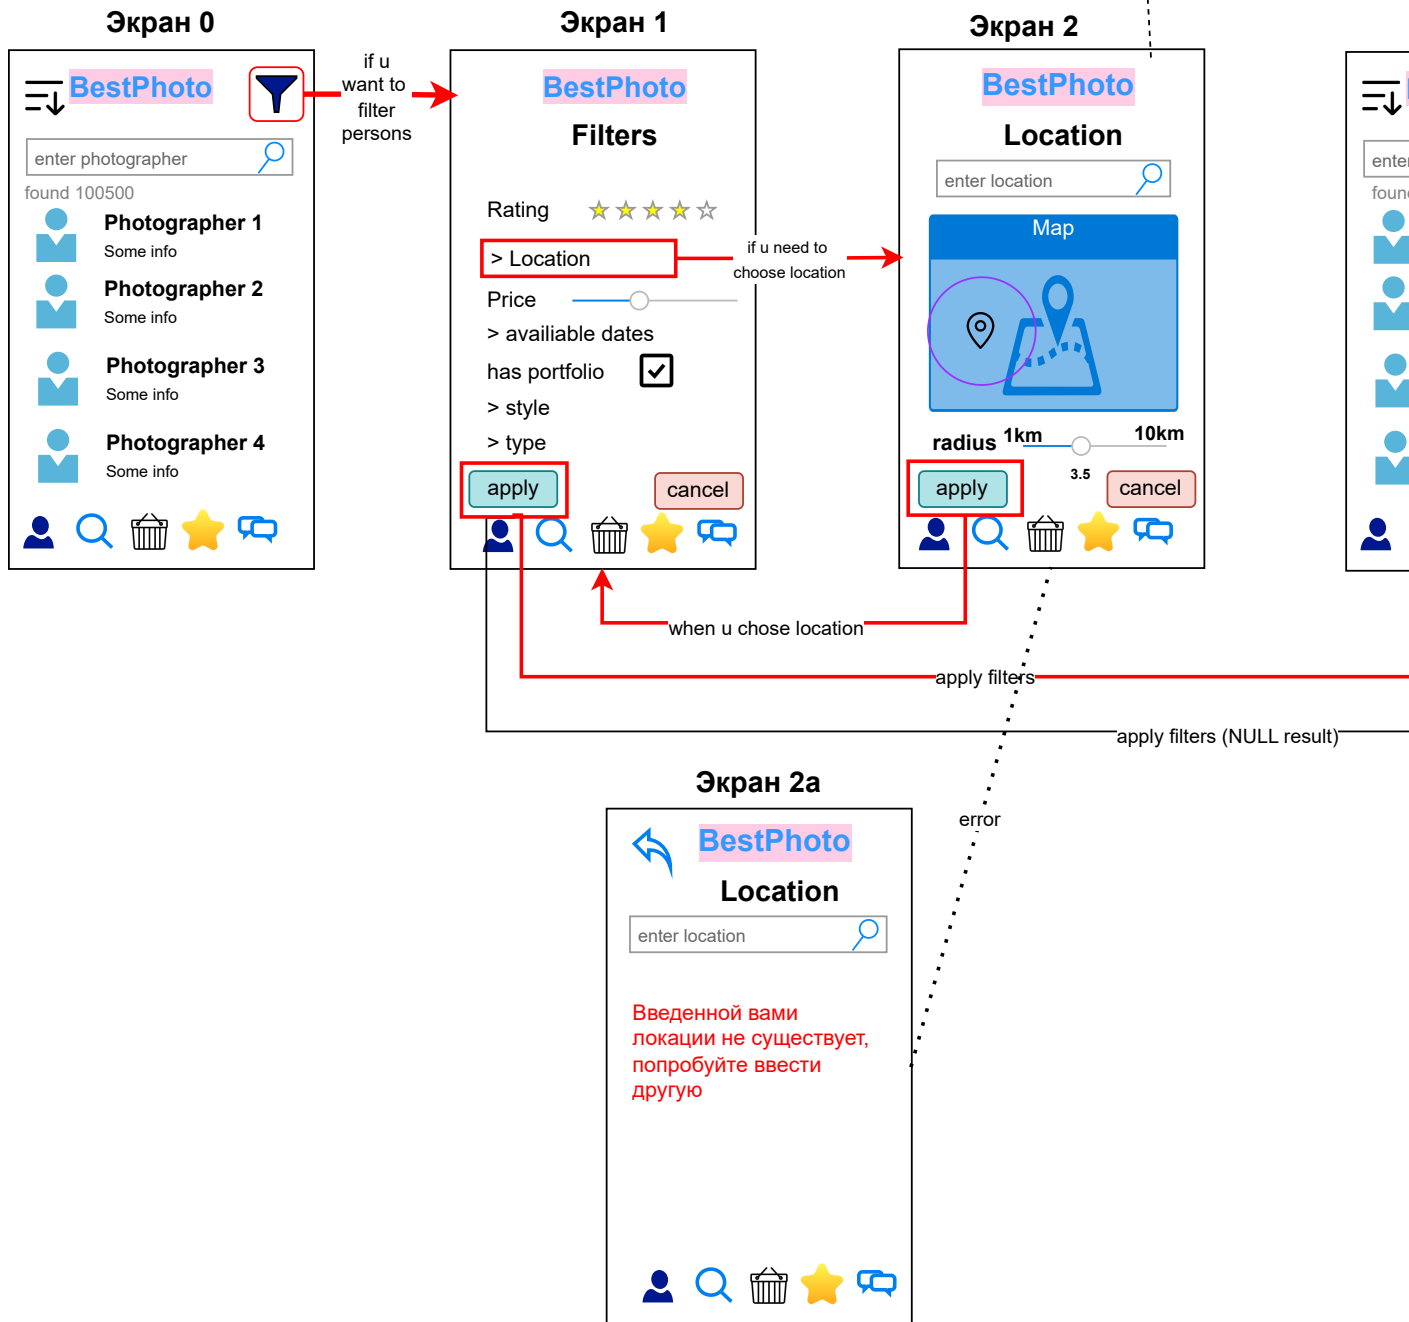 Экран 0
BestPhoto
enter photographer
found 100500
Photographer 1
Some info
Photographer 2
Some info
Photographer 3
Some info
Photographer 4
Some info
if u
want to
filter
persons
Экран 1
BestPhoto
Filters
Rating
> Location
Price
> availiable dates
has portfolio
> style
> type
apply
cancel
if u need to
choose location
Экран 2
BestPhoto
Location
enter location
Map
radius
1km
10km
3.5
apply
cancel
when u chose location
apply filters
apply filters (NULL result)
error
Экран 2а
BestPhoto
Location
enter location
Введенной вами
локации не существует,
попробуйте ввести
другую